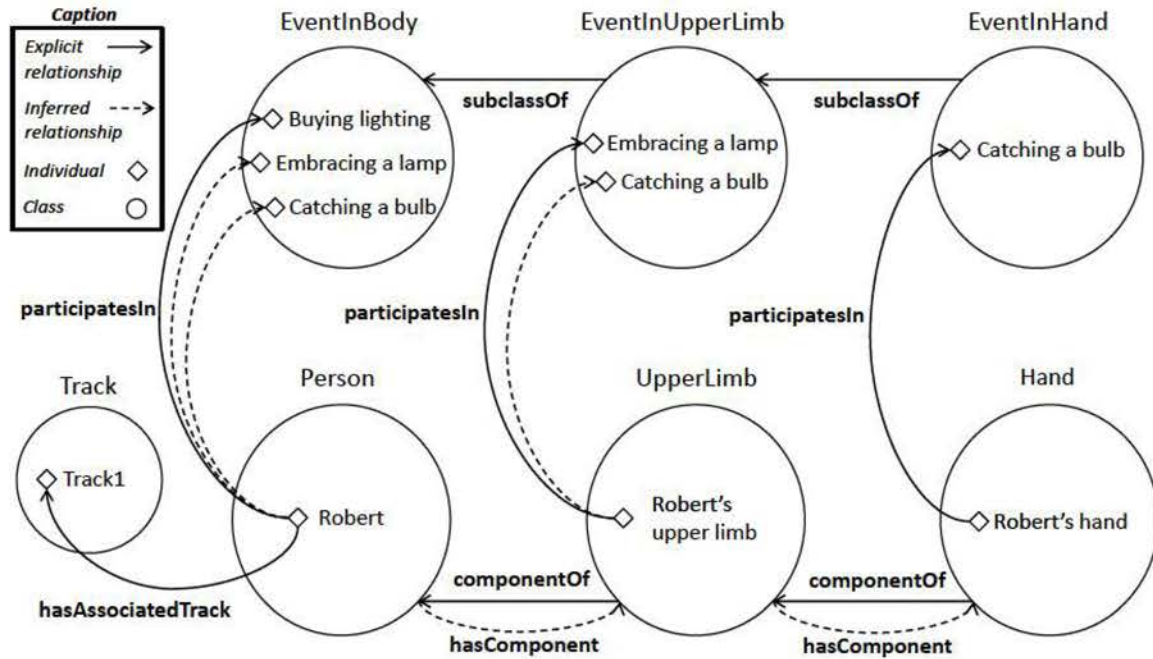 Caption
Explicit
relationship
Inferred
relationship
Individual
Class
EventInBody
EventInUpperLimb
EventInHand
subclassOf
subclassOf
Buying lighting
Embracing a lamp
Catching a bulb
Embracing a lamp
Catching a bulb
Catching a bulb
participatesIn
participatesIn
participatesIn
Track
Person
UpperLimb
Hand
Track1
Robert
Robert's
upper limb
Robert's hand
hasAssociatedTrack
componentOf
componentOf
hasComponent
hasComponent